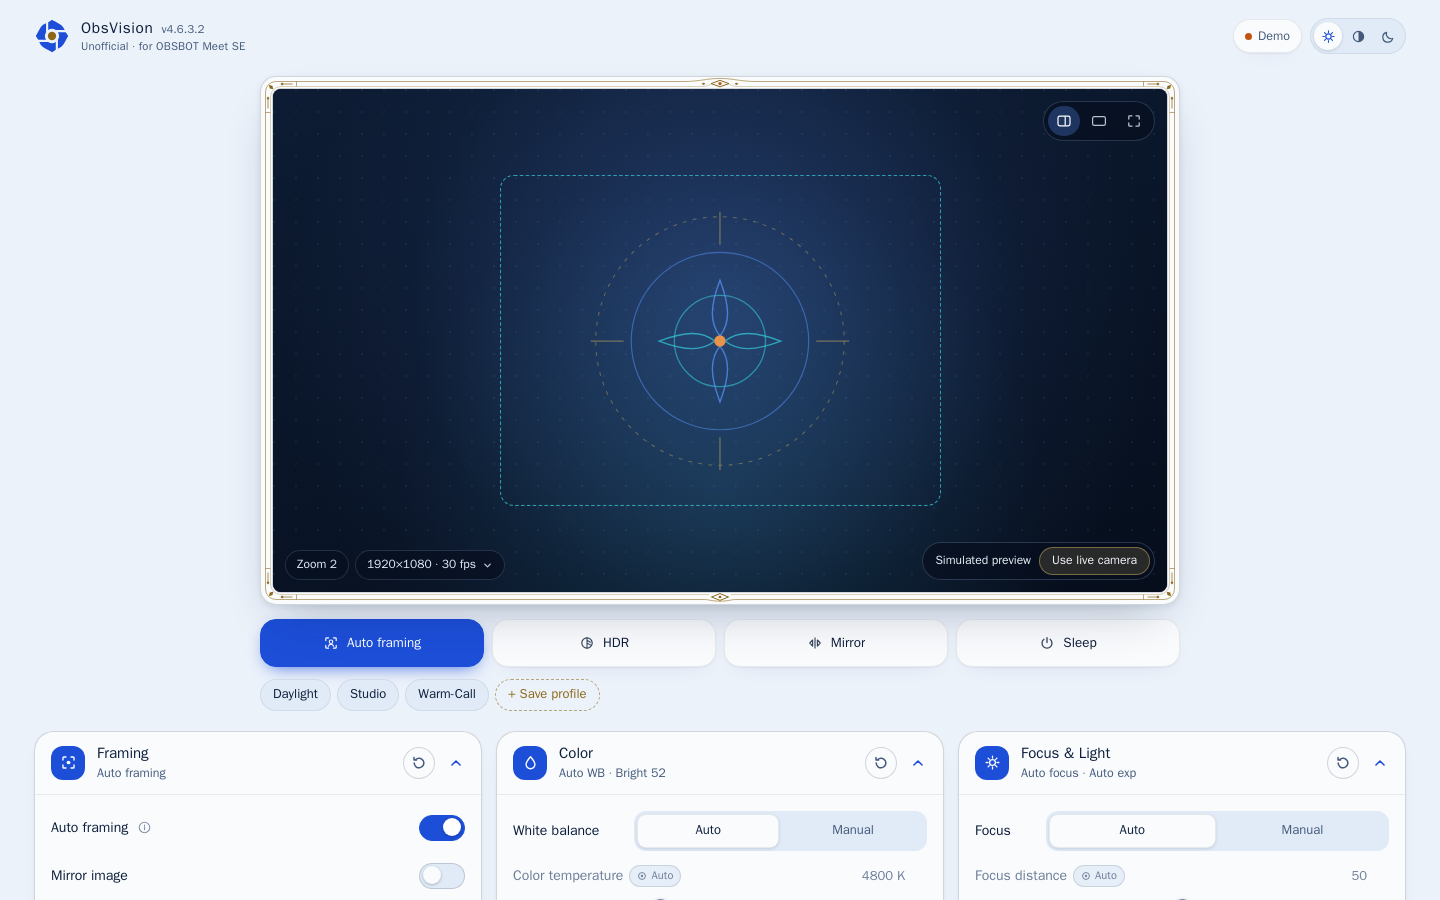 ObsVision v4.6.3.2
Unofficial · for OBSBOT Meet SE
Demo
Zoom 2
1920×1080 · 30 fps
Simulated preview
Use live camera
Auto framing
HDR
Mirror
Sleep
Daylight
Studio
Warm-Call
+ Save profile
Framing
Auto framing
Auto framing
Mirror image
Color
Auto WB · Bright 52
White balance
Auto
Manual
Color temperature
Auto
4800 K
Focus & Light
Auto focus · Auto exp
Focus
Auto
Manual
Focus distance
Auto
50